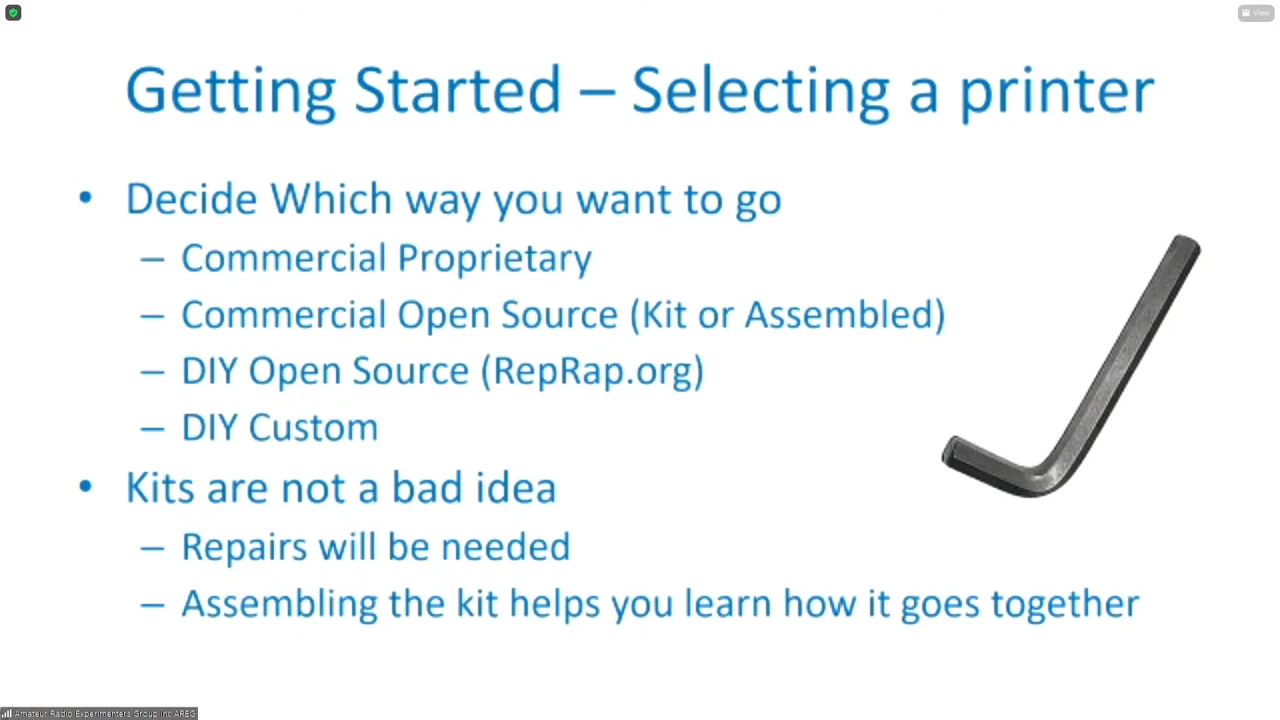 View
Getting Started – Selecting a printer
• Decide Which way you want to go
– Commercial Proprietary
– Commercial Open Source (Kit or Assembled)
– DIY Open Source (RepRap.org)
– DIY Custom
• Kits are not a bad idea
– Repairs will be needed
– Assembling the kit helps you learn how it goes together
Amateur Radio Experimenters Group Inc AREG